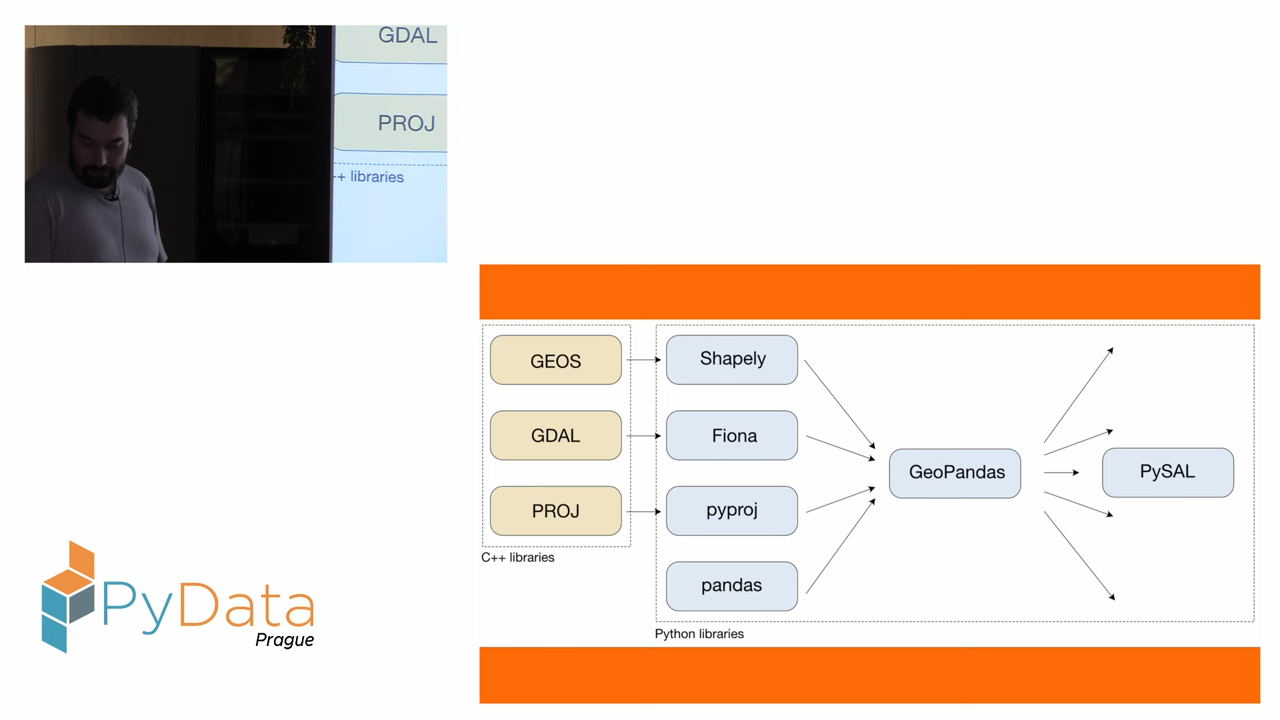 GDAL
PROJ
++ libraries
GEOS
Shapely
GDAL
Fiona
GeoPandas
PySAL
PROJ
pyproj
C++ libraries
pandas
Python libraries
PyData
Prague